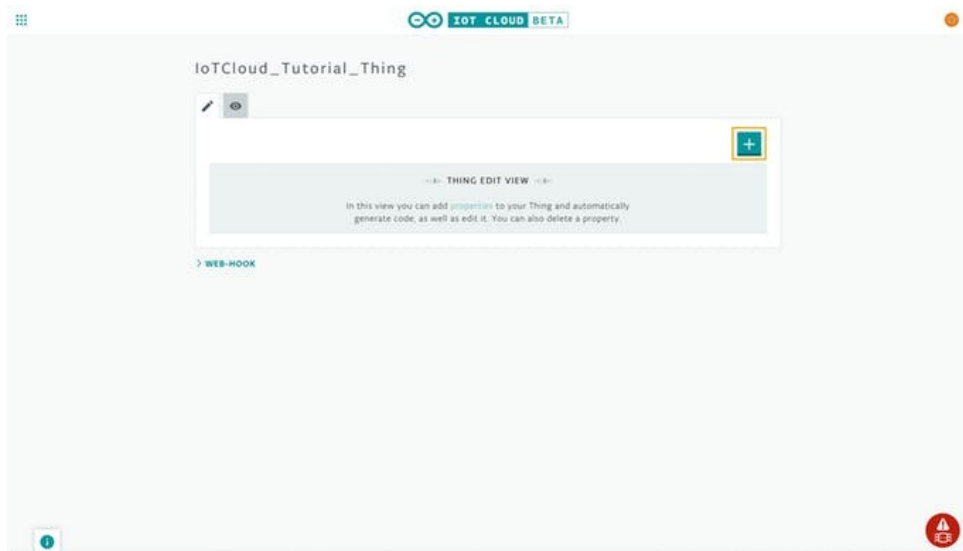 IOT CLOUD BETA
IoTCloud_Tutorial_Thing
THING EDIT VIEW
In this view you can add properties to your Thing and automatically
generate code, as well as edit it. You can also delete a property.
> WEB-HOOK